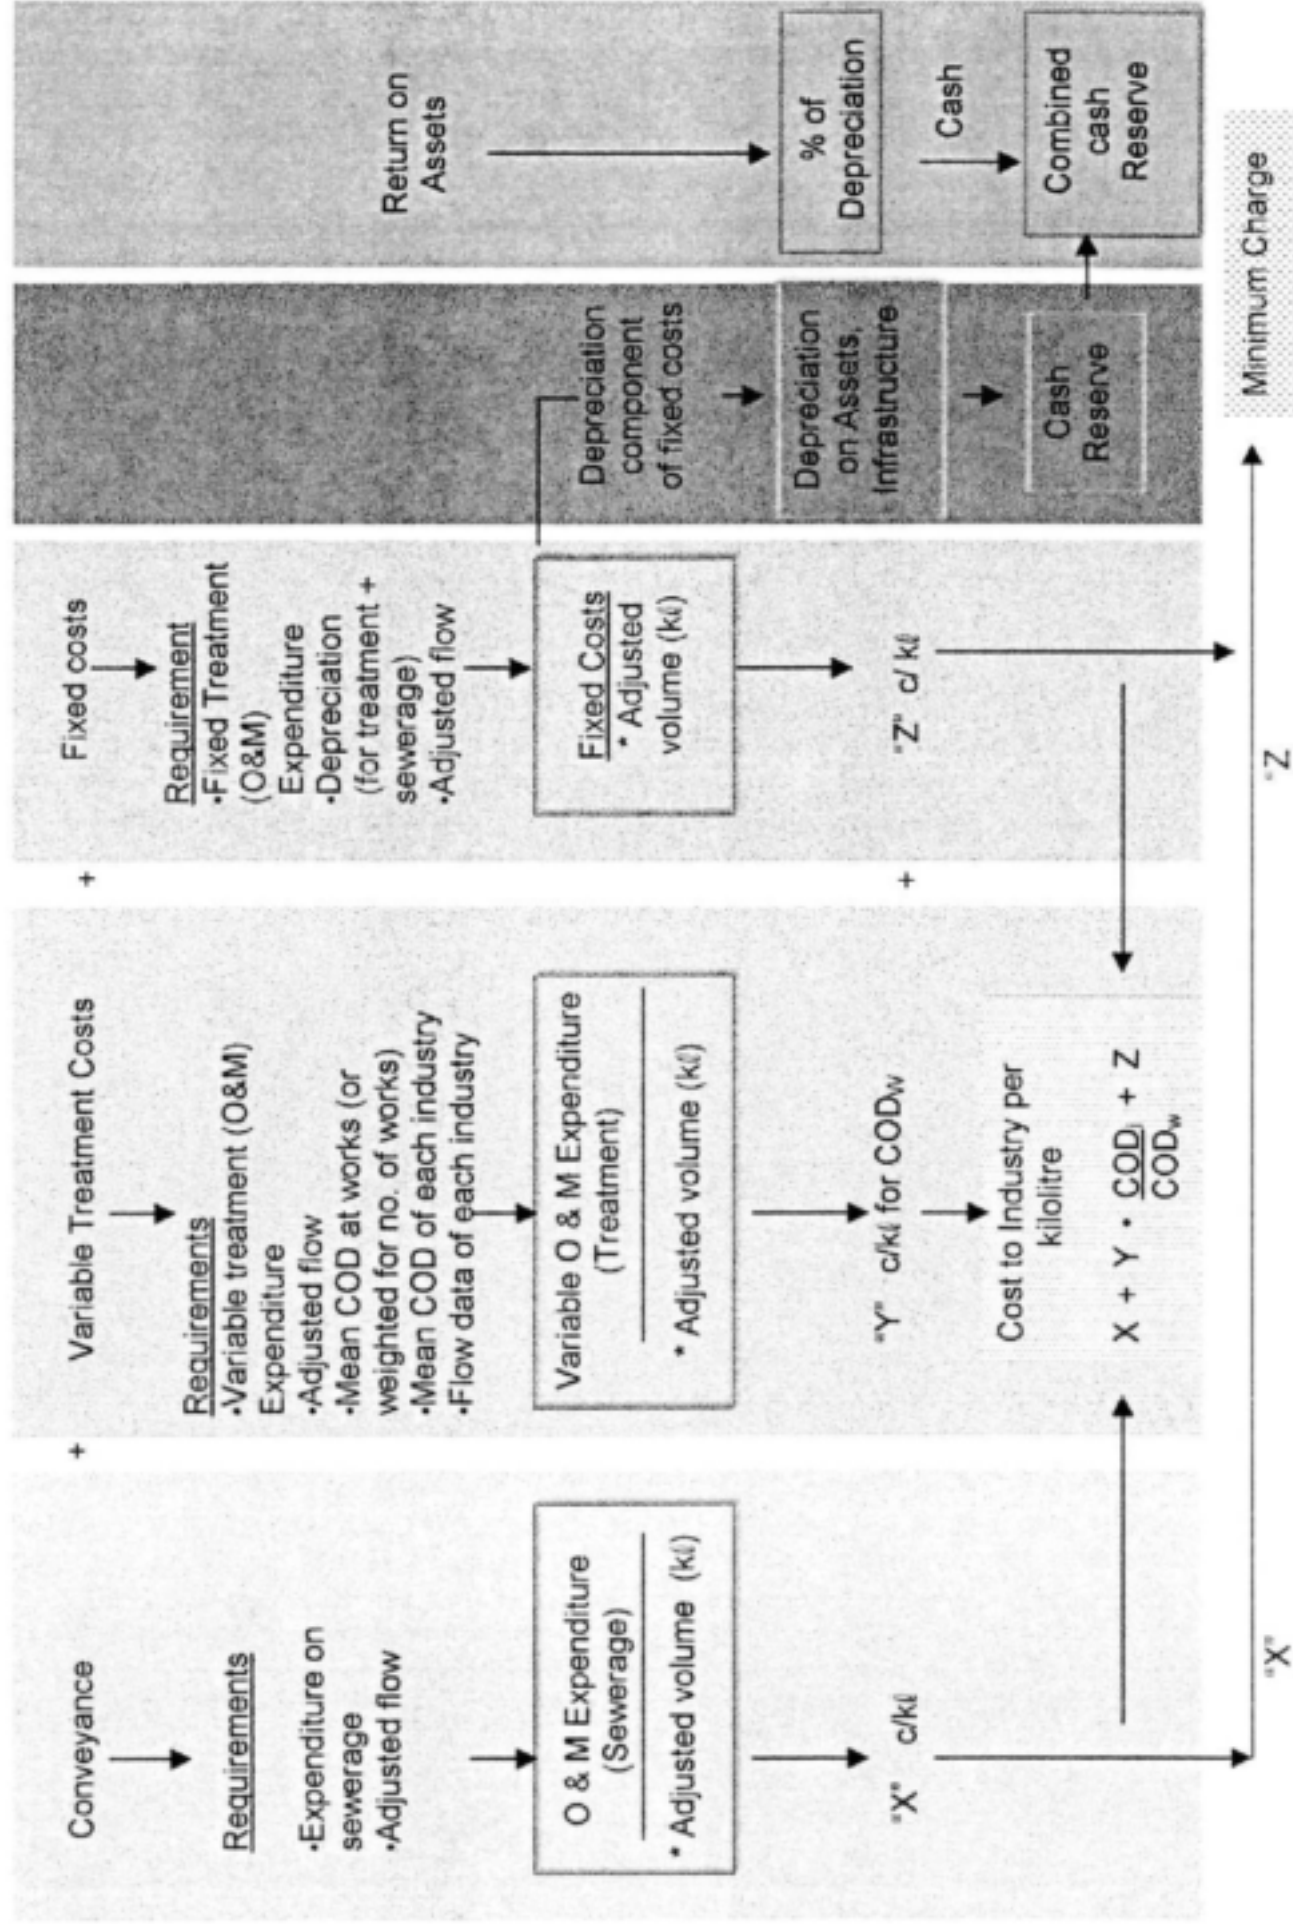 Conveyance
Requirements
•Expenditure on
sewerage
•Adjusted flow
O & M Expenditure
(Sewerage)
* Adjusted volume (kℓ)
"X" c/kℓ
+
Variable Treatment Costs
Requirements
•Variable treatment (O&M)
Expenditure
•Adjusted flow
•Mean COD at works (or
weighted for no. of works)
•Mean COD of each industry
•Flow data of each industry
Variable O & M Expenditure
(Treatment)
* Adjusted volume (kℓ)
"Y" c/kℓ for CODW
Cost to Industry per
kilolitre
X + Y • CODi + Z
CODw
+
+
Fixed costs
Requirement
•Fixed Treatment
(O&M)
Expenditure
•Depreciation
(for treatment +
sewerage)
•Adjusted flow
Fixed Costs
* Adjusted
volume (kℓ)
"Z" c/ kℓ
Depreciation
component
of fixed costs
Depreciation
on Assets,
Infrastructure
Cash
Reserve
Return on
Assets
% of
Depreciation
Cash
Combined
cash
Reserve
"X"
"Z
Minimum Charge